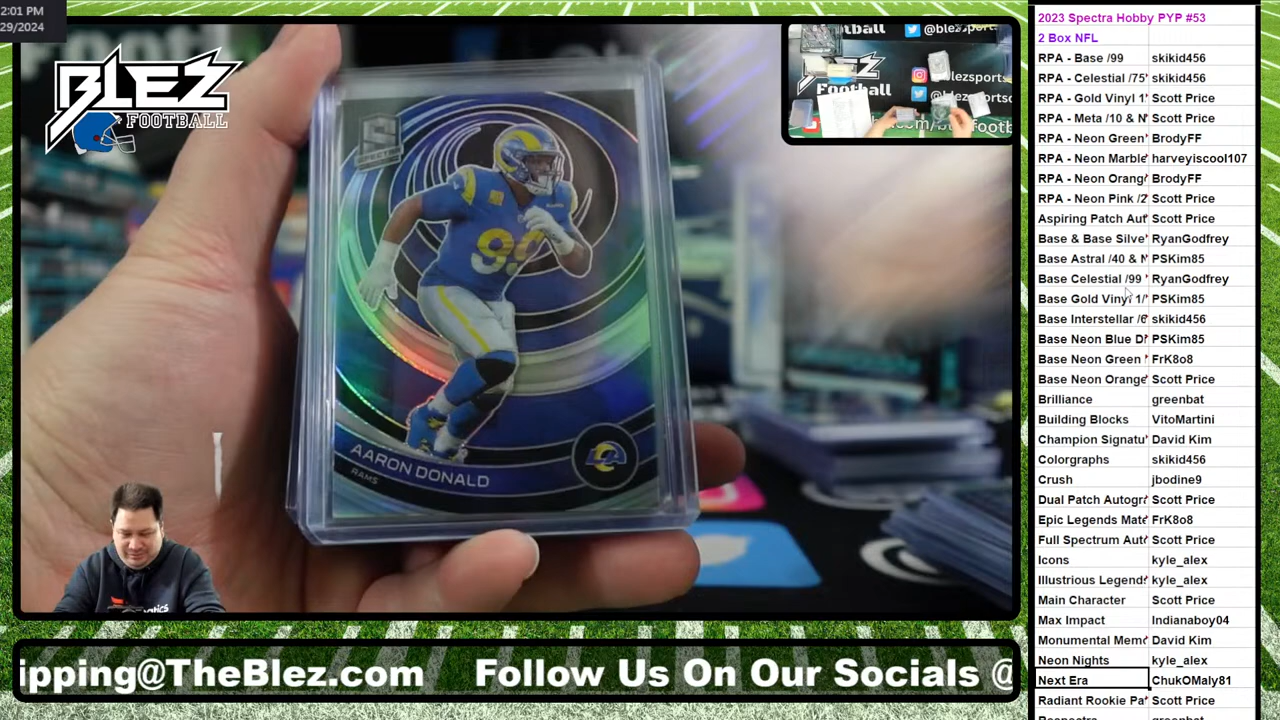 2:01 PM
29/2024
BLEZ
FOOTBALL
Football
@blezsportsc
@blezsportsc
99
AARON DONALD
RAMS
ipping@TheBlez.com Follow Us On Our Socials @
2023 Spectra Hobby PYP #53
2 Box NFL
RPA - Base /99 skikid456
RPA - Celestial /75 skikid456
RPA - Gold Vinyl 1 Scott Price
RPA - Meta /10 & N Scott Price
RPA - Neon Green BrodyFF
RPA - Neon Marble harveyiscool107
RPA - Neon Orang BrodyFF
RPA - Neon Pink /2 Scott Price
Aspiring Patch Aut Scott Price
Base & Base Silve RyanGodfrey
Base Astral /40 & N PSKim85
Base Celestial /99 RyanGodfrey
Base Gold Vinyl 1/ PSKim85
Base Interstellar /6 skikid456
Base Neon Blue D PSKim85
Base Neon Green FrK8o8
Base Neon Orange Scott Price
Brilliance greenbat
Building Blocks VitoMartini
Champion Signatu David Kim
Colorgraphs skikid456
Crush jbodine9
Dual Patch Autogr Scott Price
Epic Legends Mate FrK8o8
Full Spectrum Aut Scott Price
Icons kyle_alex
Illustrious Legend kyle_alex
Main Character Scott Price
Max Impact Indianaboy04
Monumental Mem David Kim
Neon Nights kyle_alex
Next Era ChukOMaly81
Radiant Rookie Pa Scott Price